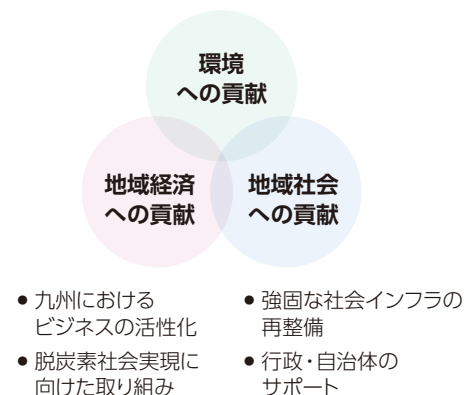 環境
への貢献
地域経済
への貢献
地域社会
への貢献
● 九州における
ビジネスの活性化
● 脱炭素社会実現に
向けた取り組み
● 強固な社会インフラの
再整備
● 行政・自治体の
サポート